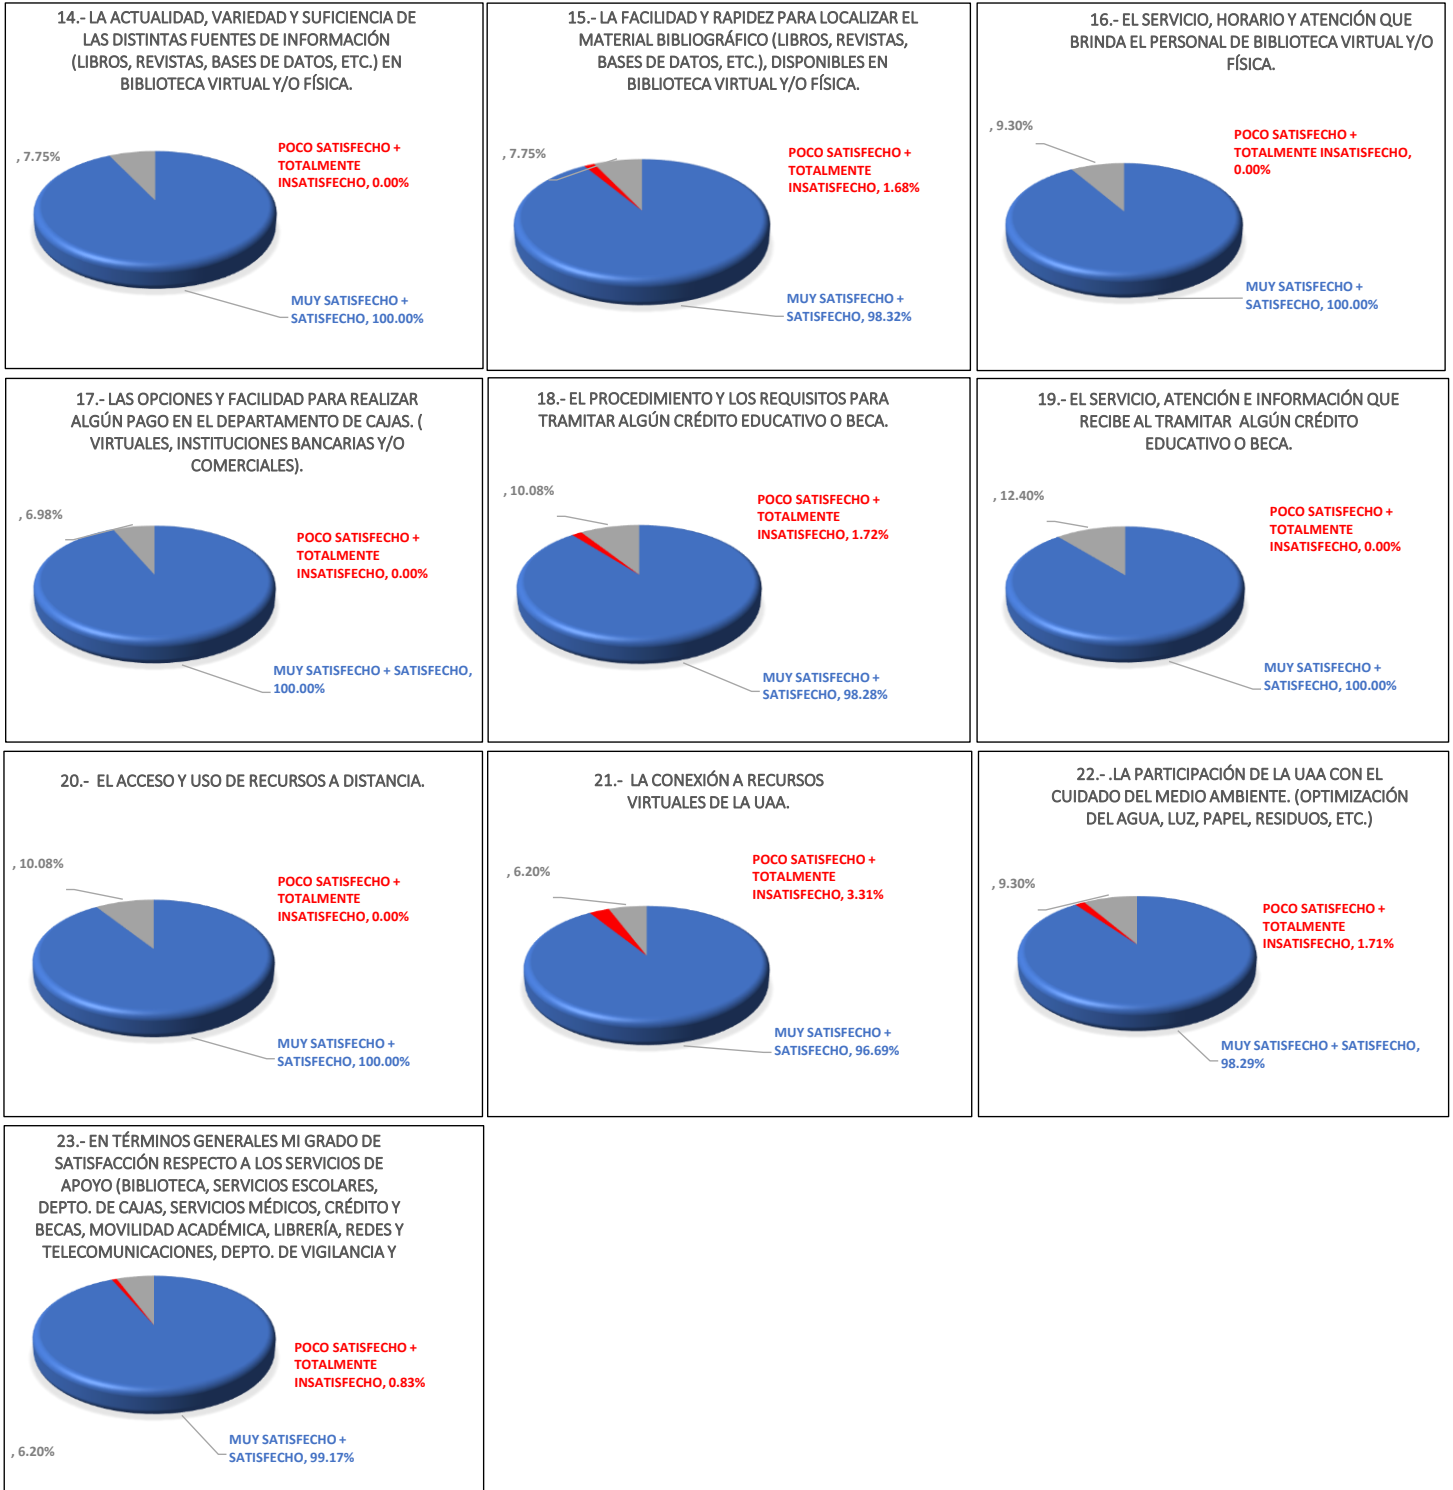 14.- LA ACTUALIDAD, VARIEDAD Y SUFICIENCIA DE
LAS DISTINTAS FUENTES DE INFORMACIÓN
(LIBROS, REVISTAS, BASES DE DATOS, ETC.) EN
BIBLIOTECA VIRTUAL Y/O FÍSICA.
, 7.75%
POCO SATISFECHO +
TOTALMENTE
INSATISFECHO, 0.00%
MUY SATISFECHO +
SATISFECHO, 100.00%
15.- LA FACILIDAD Y RAPIDEZ PARA LOCALIZAR EL
MATERIAL BIBLIOGRÁFICO (LIBROS, REVISTAS,
BASES DE DATOS, ETC.), DISPONIBLES EN
BIBLIOTECA VIRTUAL Y/O FÍSICA.
, 7.75%
POCO SATISFECHO +
TOTALMENTE
INSATISFECHO, 1.68%
MUY SATISFECHO +
SATISFECHO, 98.32%
16.- EL SERVICIO, HORARIO Y ATENCIÓN QUE
BRINDA EL PERSONAL DE BIBLIOTECA VIRTUAL Y/O
FÍSICA.
, 9.30%
POCO SATISFECHO +
TOTALMENTE INSATISFECHO,
0.00%
MUY SATISFECHO +
SATISFECHO, 100.00%
17.- LAS OPCIONES Y FACILIDAD PARA REALIZAR
ALGÚN PAGO EN EL DEPARTAMENTO DE CAJAS. (
VIRTUALES, INSTITUCIONES BANCARIAS Y/O
COMERCIALES).
, 6.98%
POCO SATISFECHO +
TOTALMENTE
INSATISFECHO, 0.00%
MUY SATISFECHO + SATISFECHO,
100.00%
18.- EL PROCEDIMIENTO Y LOS REQUISITOS PARA
TRAMITAR ALGÚN CRÉDITO EDUCATIVO O BECA.
, 10.08%
POCO SATISFECHO +
TOTALMENTE
INSATISFECHO, 1.72%
MUY SATISFECHO +
SATISFECHO, 98.28%
19.- EL SERVICIO, ATENCIÓN E INFORMACIÓN QUE
RECIBE AL TRAMITAR ALGÚN CRÉDITO
EDUCATIVO O BECA.
, 12.40%
POCO SATISFECHO +
TOTALMENTE
INSATISFECHO, 0.00%
MUY SATISFECHO +
SATISFECHO, 100.00%
20.- EL ACCESO Y USO DE RECURSOS A DISTANCIA.
, 10.08%
POCO SATISFECHO +
TOTALMENTE
INSATISFECHO, 0.00%
MUY SATISFECHO +
SATISFECHO, 100.00%
21.- LA CONEXIÓN A RECURSOS
VIRTUALES DE LA UAA.
, 6.20%
POCO SATISFECHO +
TOTALMENTE
INSATISFECHO, 3.31%
MUY SATISFECHO +
SATISFECHO, 96.69%
22.- .LA PARTICIPACIÓN DE LA UAA CON EL
CUIDADO DEL MEDIO AMBIENTE. (OPTIMIZACIÓN
DEL AGUA, LUZ, PAPEL, RESIDUOS, ETC.)
, 9.30%
POCO SATISFECHO +
TOTALMENTE
INSATISFECHO, 1.71%
MUY SATISFECHO + SATISFECHO,
98.29%
23.- EN TÉRMINOS GENERALES MI GRADO DE
SATISFACCIÓN RESPECTO A LOS SERVICIOS DE
APOYO (BIBLIOTECA, SERVICIOS ESCOLARES,
DEPTO. DE CAJAS, SERVICIOS MÉDICOS, CRÉDITO Y
BECAS, MOVILIDAD ACADÉMICA, LIBRERÍA, REDES Y
TELECOMUNICACIONES, DEPTO. DE VIGILANCIA Y
POCO SATISFECHO +
TOTALMENTE
INSATISFECHO, 0.83%
MUY SATISFECHO +
SATISFECHO, 99.17%
, 6.20%